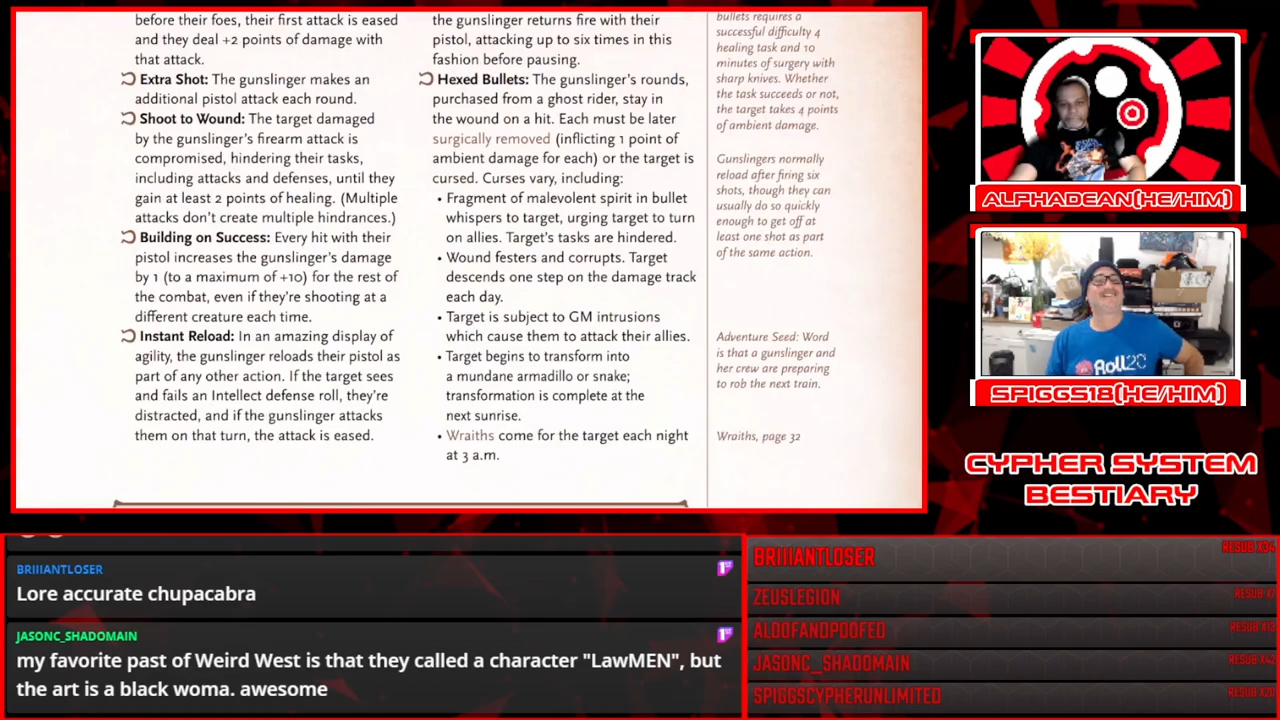 before their foes, their first attack is eased
and they deal +2 points of damage with
that attack.
Extra Shot: The gunslinger makes an
additional pistol attack each round.
Shoot to Wound: The target damaged
by the gunslinger's firearm attack is
compromised, hindering their tasks,
including attacks and defenses, until they
gain at least 2 points of healing. (Multiple
attacks don't create multiple hindrances.)
Building on Success: Every hit with their
pistol increases the gunslinger's damage
by 1 (to a maximum of +10) for the rest of
the combat, even if they're shooting at a
different creature each time.
Instant Reload: In an amazing display of
agility, the gunslinger reloads their pistol as
part of any other action. If the target sees
and fails an Intellect defense roll, they're
distracted, and if the gunslinger attacks
them on that turn, the attack is eased.
the gunslinger returns fire with their
pistol, attacking up to six times in this
fashion before pausing.
Hexed Bullets: The gunslinger's rounds,
purchased from a ghost rider, stay in
the wound on a hit. Each must be later
surgically removed (inflicting 1 point of
ambient damage for each) or the target is
cursed. Curses vary, including:
• Fragment of malevolent spirit in bullet
whispers to target, urging target to turn
on allies. Target's tasks are hindered.
• Wound festers and corrupts. Target
descends one step on the damage track
each day.
• Target is subject to GM intrusions
which cause them to attack their allies.
• Target begins to transform into
a mundane armadillo or snake;
transformation is complete at the
next sunrise.
• Wraiths come for the target each night
at 3 a.m.
bullets requires a
successful difficulty 4
healing task and 10
minutes of surgery with
sharp knives. Whether
the task succeeds or not,
the target takes 4 points
of ambient damage.
Gunslingers normally
reload after firing six
shots, though they can
usually do so quickly
enough to get off at
least one shot as part
of the same action.
Adventure Seed: Word
is that a gunslinger and
her crew are preparing
to rob the next train.
Wraiths, page 32
ALPHADEAN(HE/HIM)
Roll20
SPIGGS18(HE/HIM)
CYPHER SYSTEM
BESTIARY
BRIIIANTLOSER
Lore accurate chupacabra
JASONC_SHADOMAIN
my favorite past of Weird West is that they called a character "LawMEN", but
the art is a black woma. awesome
BRIIIANTLOSER RESUB X34
ZEUSLEGION
ALOOFANDPOOFED
JASONC_SHADOMAIN
SPIGGSCYPHERUNLIMITED